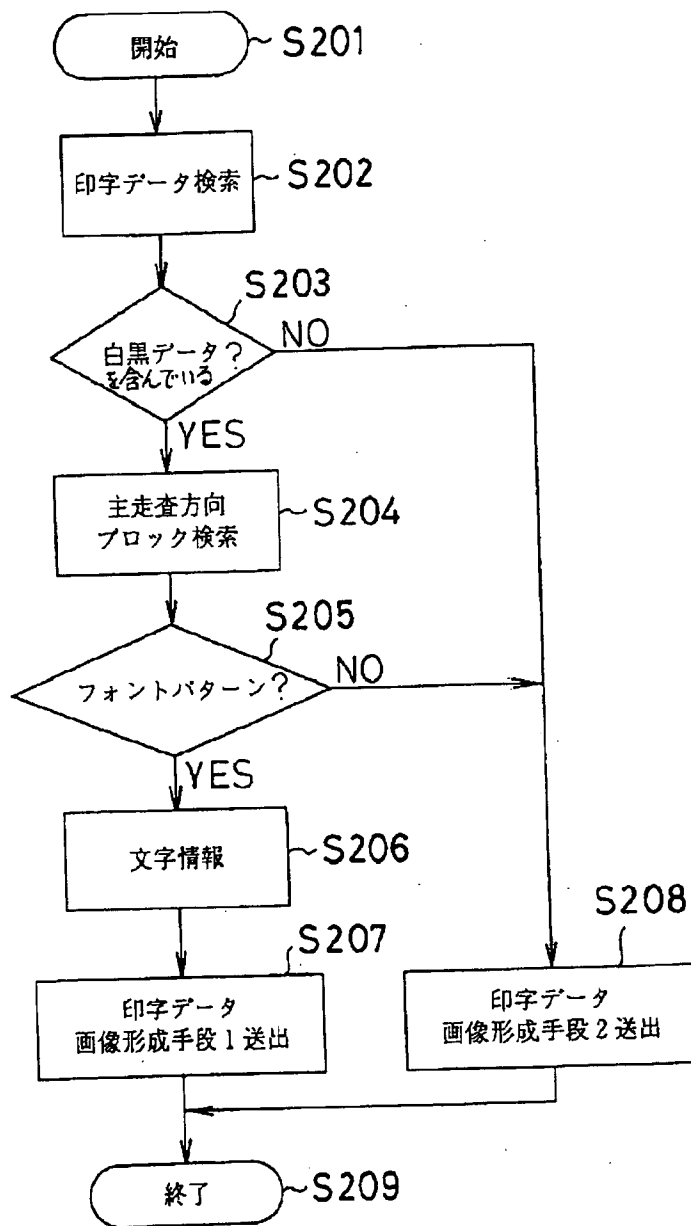 開始
S201
印字データ検索
S202
S203
白黒データ?
を含んでいる
NO
YES
主走査方向
ブロック検索
S204
S205
フォントパターン?
NO
YES
文字情報
S206
S207
印字データ
画像形成手段1送出
S208
印字データ
画像形成手段2送出
終了
S209